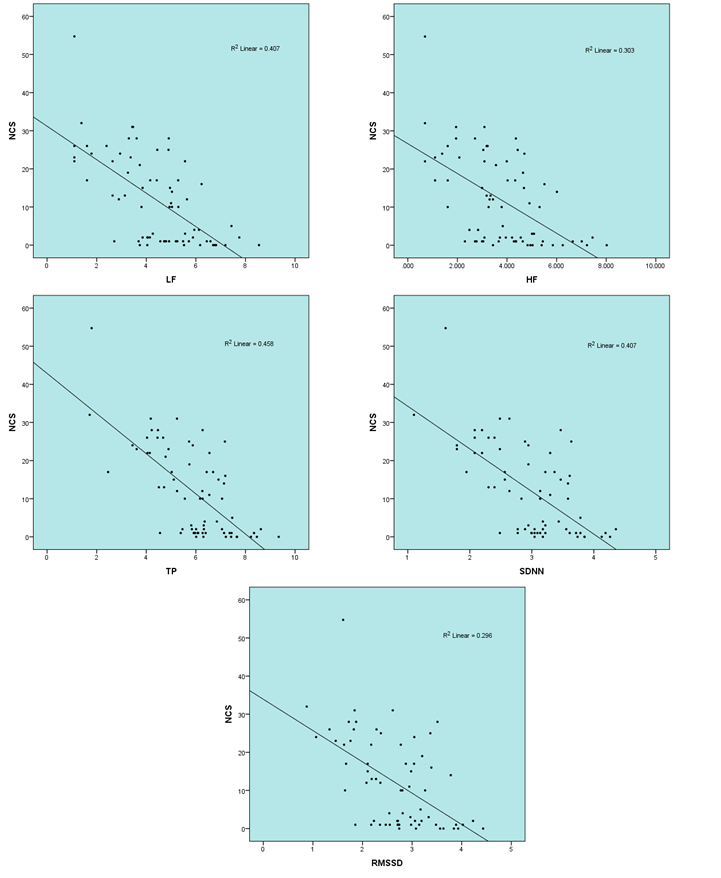 60
50
40
30
20
10
0
NCS
R² Linear = 0.407
0 2 4 6 8 10
LF
60
50
40
30
20
10
0
NCS
R² Linear = 0.303
.000 2.000 4.000 6.000 8.000 10.000
HF
60
50
40
30
20
10
0
NCS
R² Linear = 0.458
0 2 4 6 8 10
TP
60
50
40
30
20
10
0
NCS
R² Linear = 0.407
1 2 3 4 5
SDNN
60
50
40
30
20
10
0
NCS
R² Linear = 0.296
0 1 2 3 4 5
RMSSD